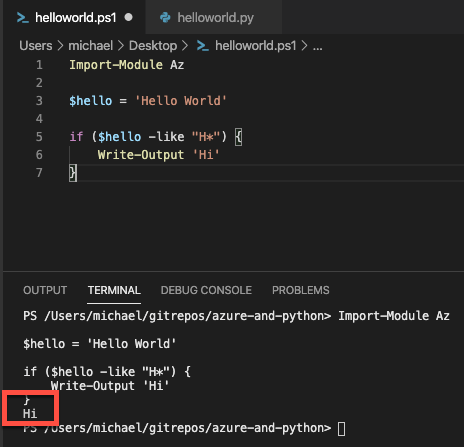 helloworld.ps1 helloworld.py
Users > michael > Desktop > helloworld.ps1 > ...
1 Import-Module Az
2
3 $hello = 'Hello World'
4
5 if ($hello -like "H*") {
6 Write-Output 'Hi'
7 }
OUTPUT TERMINAL DEBUG CONSOLE PROBLEMS
PS /Users/michael/gitrepos/azure-and-python> Import-Module Az
$hello = 'Hello World'
if ($hello -like "H*") {
Write-Output 'Hi'
}
Hi
PS /Users/michael/gitrepos/azure-and-python>